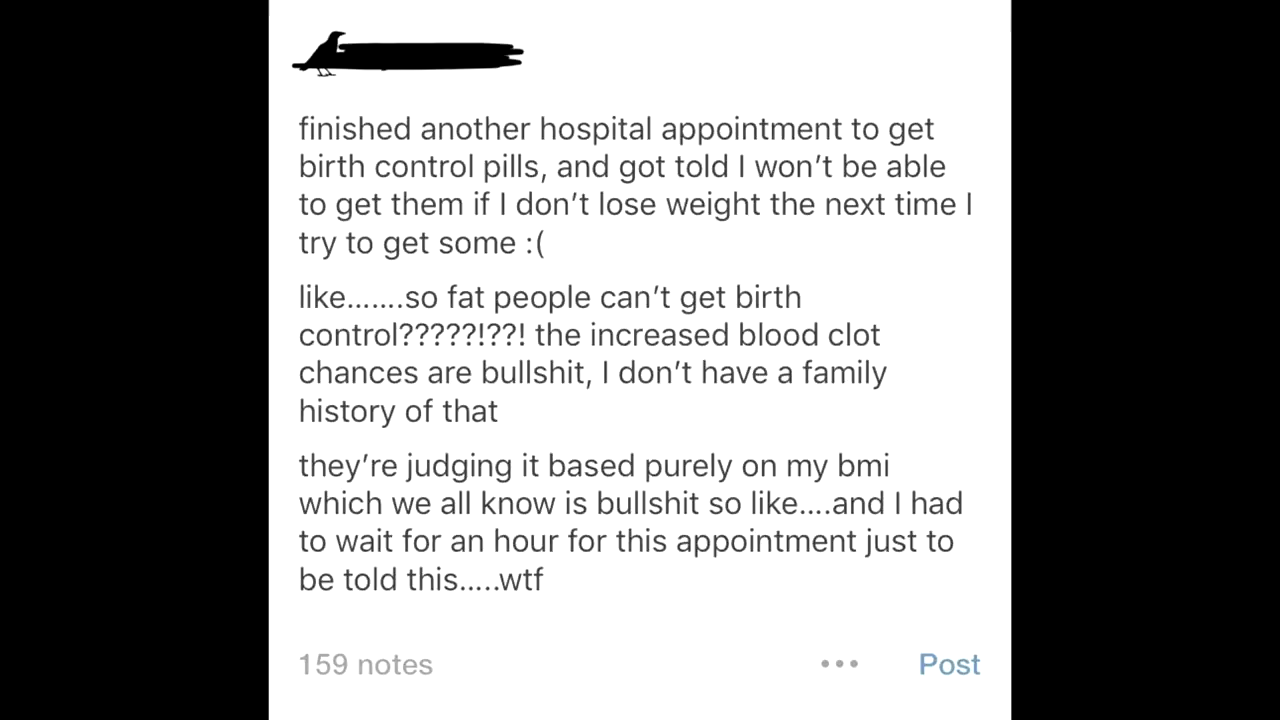 finished another hospital appointment to get
birth control pills, and got told I won’t be able
to get them if I don’t lose weight the next time I
try to get some :(
like.......so fat people can’t get birth
control?????!??! the increased blood clot
chances are bullshit, I don’t have a family
history of that
they’re judging it based purely on my bmi
which we all know is bullshit so like....and I had
to wait for an hour for this appointment just to
be told this.....wtf
159 notes
••• Post